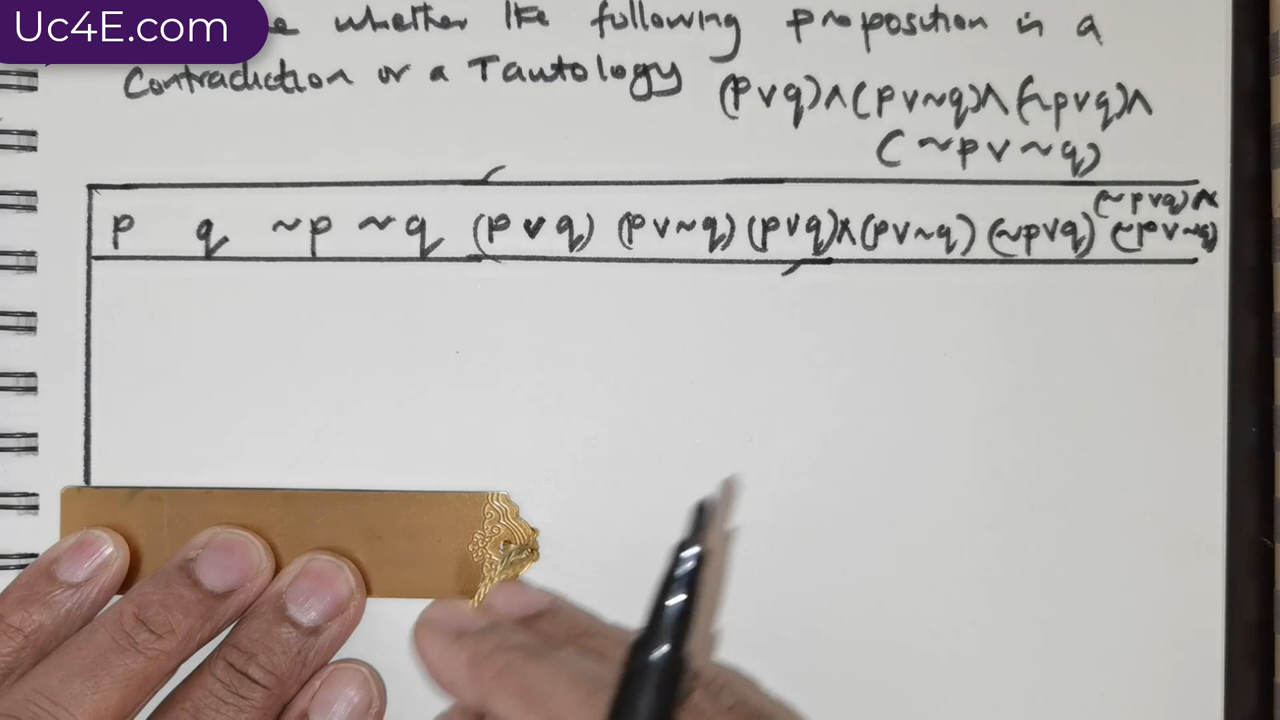 Uc4E.com
whether the following proposition is a
Contradiction or a Tautology (p∨q)∧(p∨~q)∧(~p∨q)∧
(~p∨~q)
(~p∨q)∧
p q ~p ~q (p∨q) (p∨~q) (p∨q)∧(p∨~q) (~p∨q) (~p∨~q)